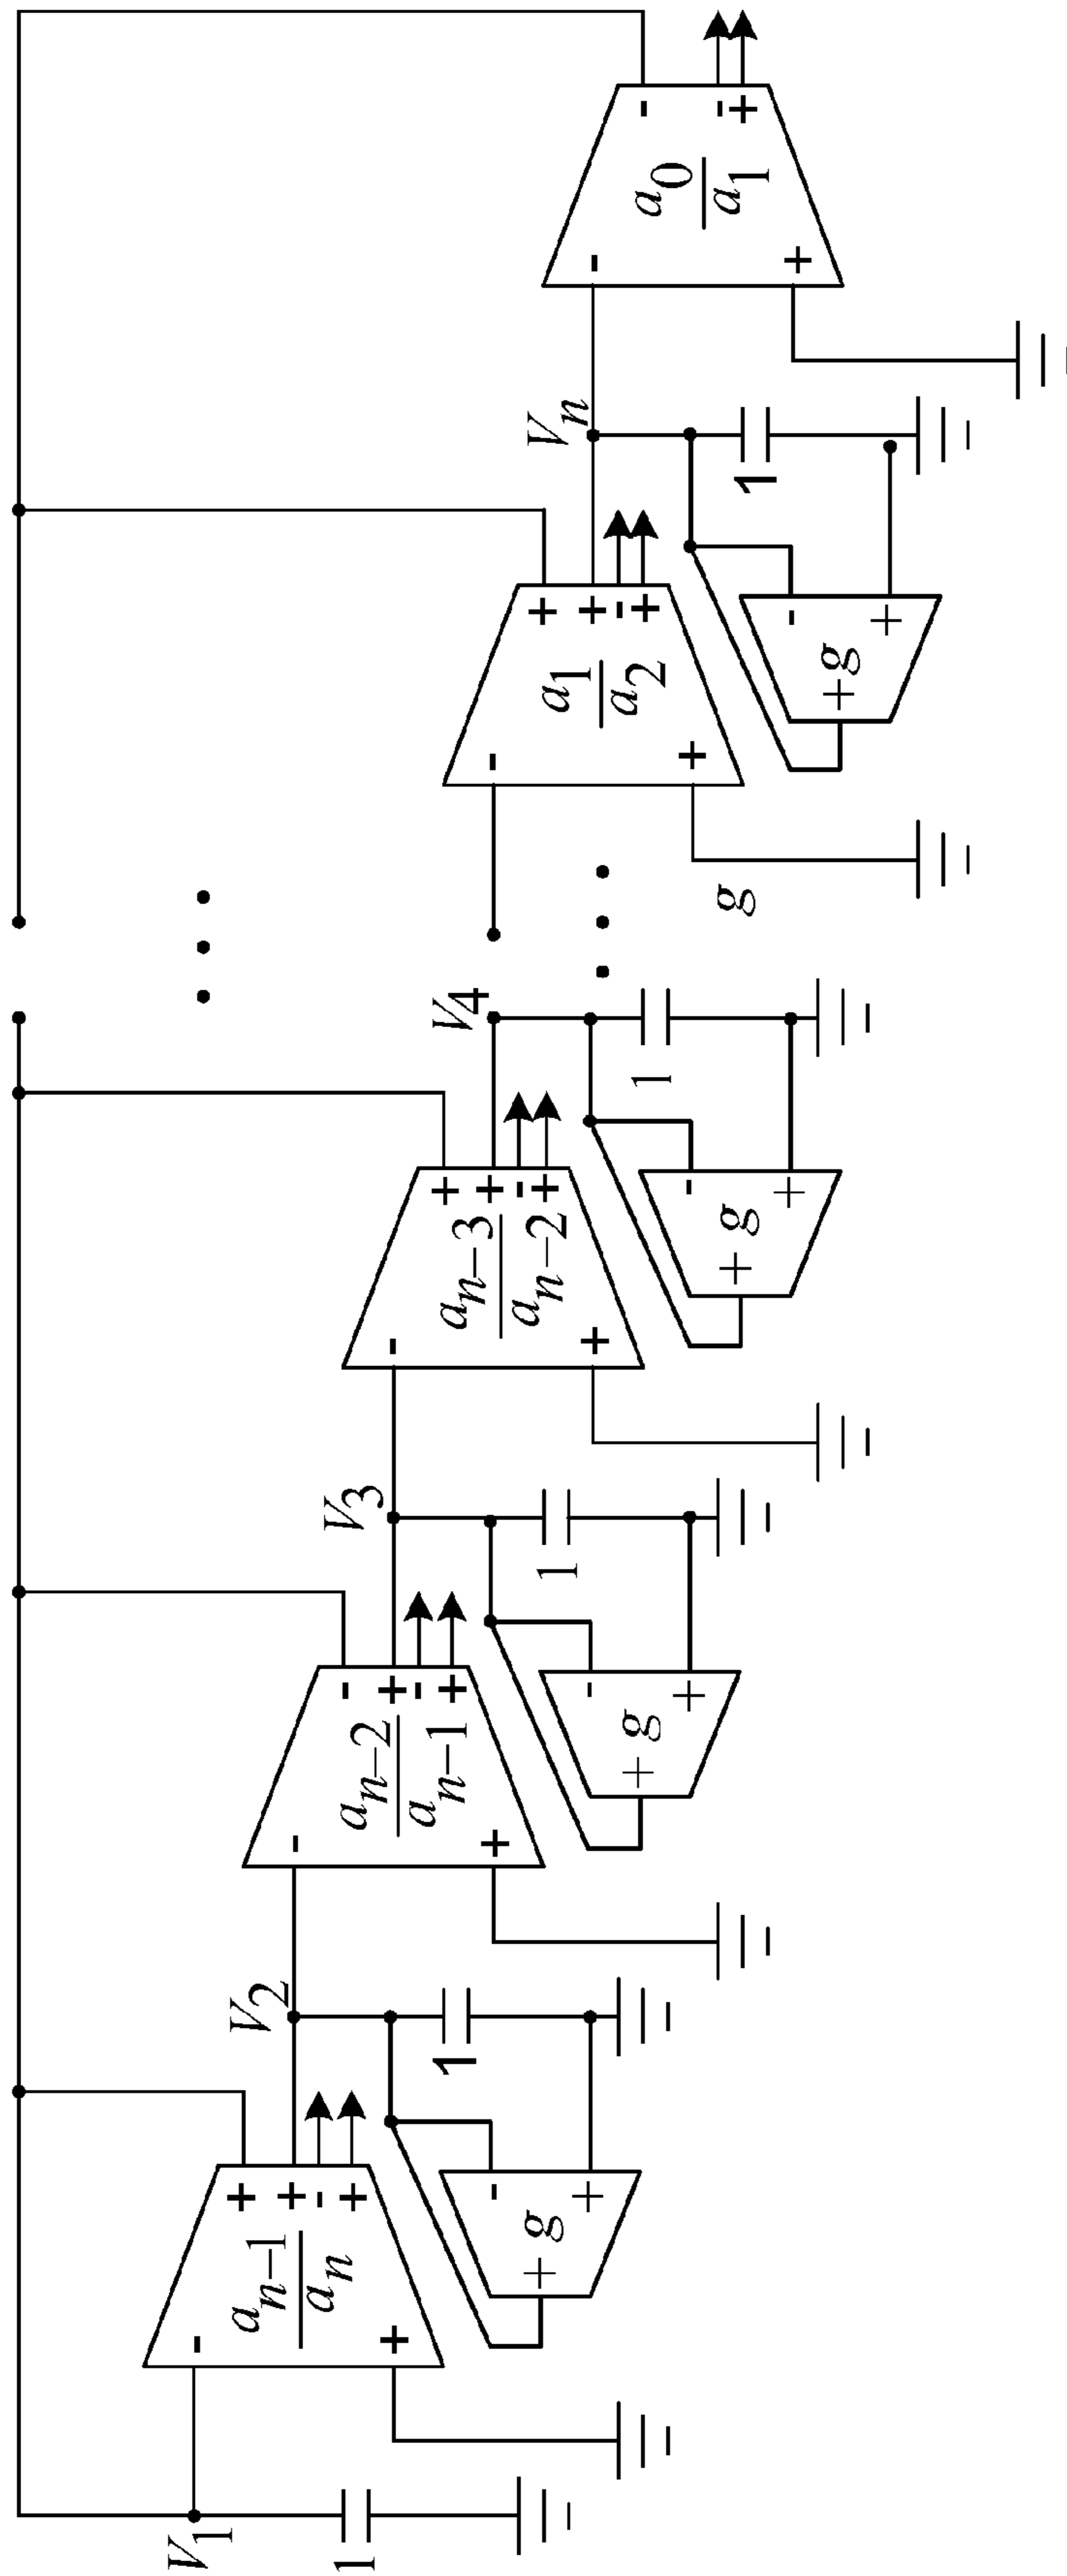 V1
1
- +
a_{n-1}/a_n
+ + - +
V2
1
- +
+g
- +
a_{n-2}/a_{n-1}
- + - +
V3
1
- +
+g
- +
a_{n-3}/a_{n-2}
+ + - +
V4
1
- +
+g
g
- +
a_1/a_2
+ + - +
V_n
1
- +
+g
- +
a_0/a_1
- - +